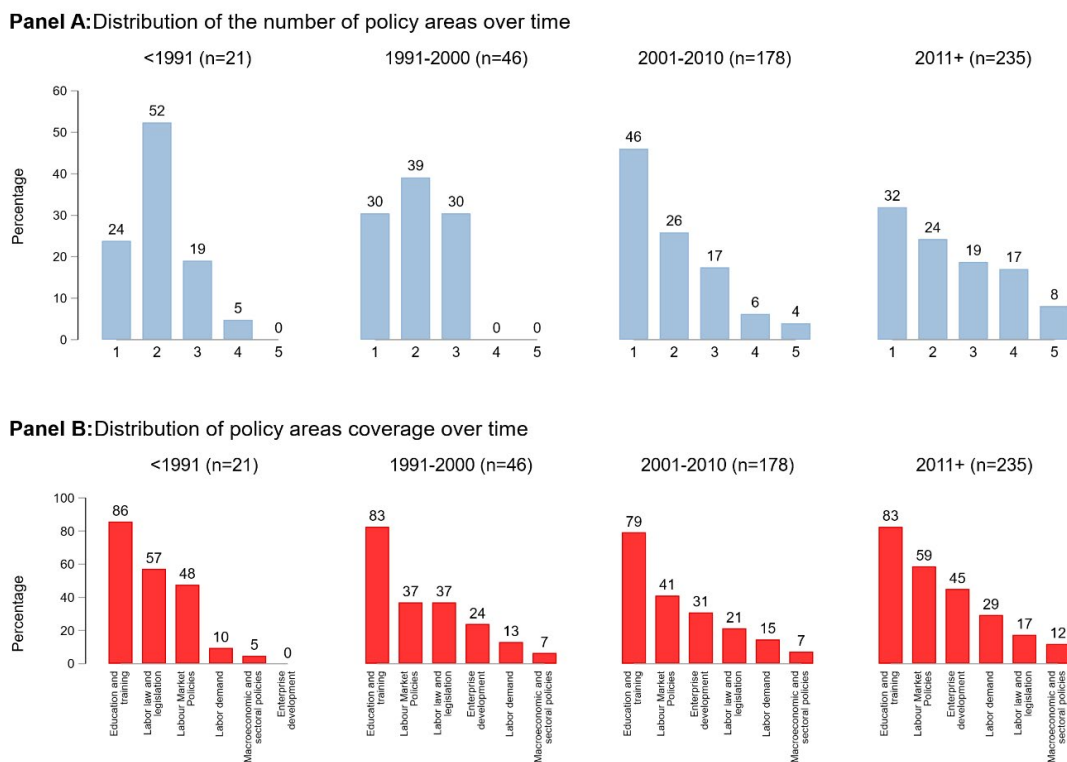 Panel A:Distribution of the number of policy areas over time
<1991 (n=21) 1991-2000 (n=46) 2001-2010 (n=178) 2011+ (n=235)
Percentage
60
50
40
30
20
10
0
24 52 19 5 0
30 39 30 0 0
46 26 17 6 4
32 24 19 17 8
1 2 3 4 5
1 2 3 4 5
1 2 3 4 5
1 2 3 4 5
Panel B:Distribution of policy areas coverage over time
<1991 (n=21) 1991-2000 (n=46) 2001-2010 (n=178) 2011+ (n=235)
Percentage
100
80
60
40
20
0
86 57 48 10 5 0
83 37 37 24 13 7
79 41 31 21 15 7
83 59 45 29 17 12
Education and
training
Labor law and
legislation
Labour Market
Policies
Labor demand
Macroeconomic and
sectoral policies
Enterprise
development
Education and
training
Labour Market
Policies
Labor law and
legislation
Enterprise
development
Labor demand
Macroeconomic and
sectoral policies
Education and
training
Labour Market
Policies
Enterprise
development
Labor law and
legislation
Labor demand
Macroeconomic and
sectoral policies
Education and
training
Labour Market
Policies
Enterprise
development
Labor demand
Labor law and
legislation
Macroeconomic and
sectoral policies